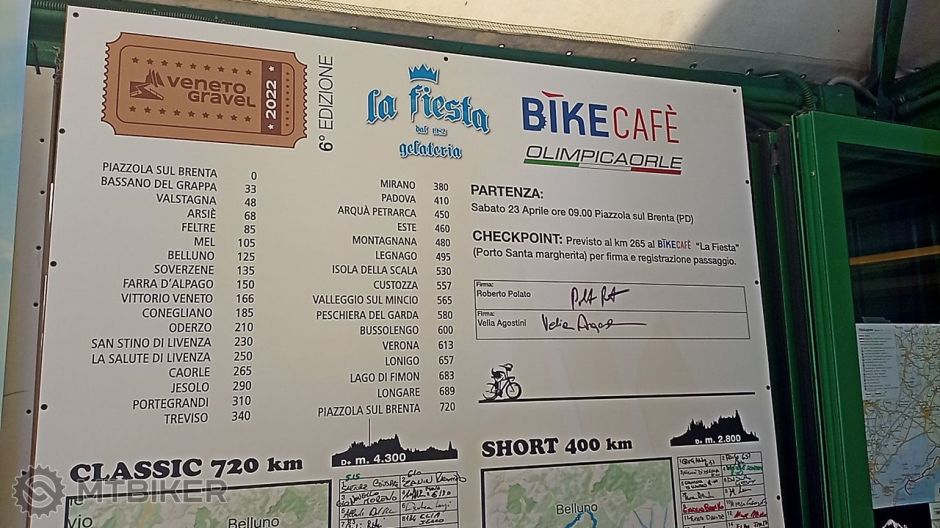 VENETO
GRAVEL
2022
6° EDIZIONE
la fiesta
dal 1982
gelateria
BIKECAFÈ
OLIMPICAORLE
PIAZZOLA SUL BRENTA 0
BASSANO DEL GRAPPA 33
VALSTAGNA 48
ARSIÈ 68
FELTRE 85
MEL 105
BELLUNO 125
SOVERZENE 135
FARRA D'ALPAGO 150
VITTORIO VENETO 166
CONEGLIANO 185
ODERZO 210
SAN STINO DI LIVENZA 230
LA SALUTE DI LIVENZA 250
CAORLE 265
JESOLO 290
PORTEGRANDI 310
TREVISO 340
MIRANO 380
PADOVA 410
ARQUÀ PETRARCA 450
ESTE 460
MONTAGNANA 480
LEGNAGO 495
ISOLA DELLA SCALA 530
CUSTOZZA 557
VALLEGGIO SUL MINCIO 565
PESCHIERA DEL GARDA 580
BUSSOLENGO 600
VERONA 613
LONIGO 657
LAGO DI FIMON 683
LONGARE 689
PIAZZOLA SUL BRENTA 720
PARTENZA:
Sabato 23 Aprile ore 09.00 Piazzola sul Brenta (PD)
CHECKPOINT: Previsto al km 265 al BIKECAFÈ "La Fiesta"
(Porto Santa margherita) per firma e registrazione passaggio.
Firma:
Roberto Polato
Firma:
Velia Agostini
CLASSIC 720 km
D+ m. 4.300
Belluno
SHORT 400 km
D+ m. 2.800
Belluno
MTBIKER